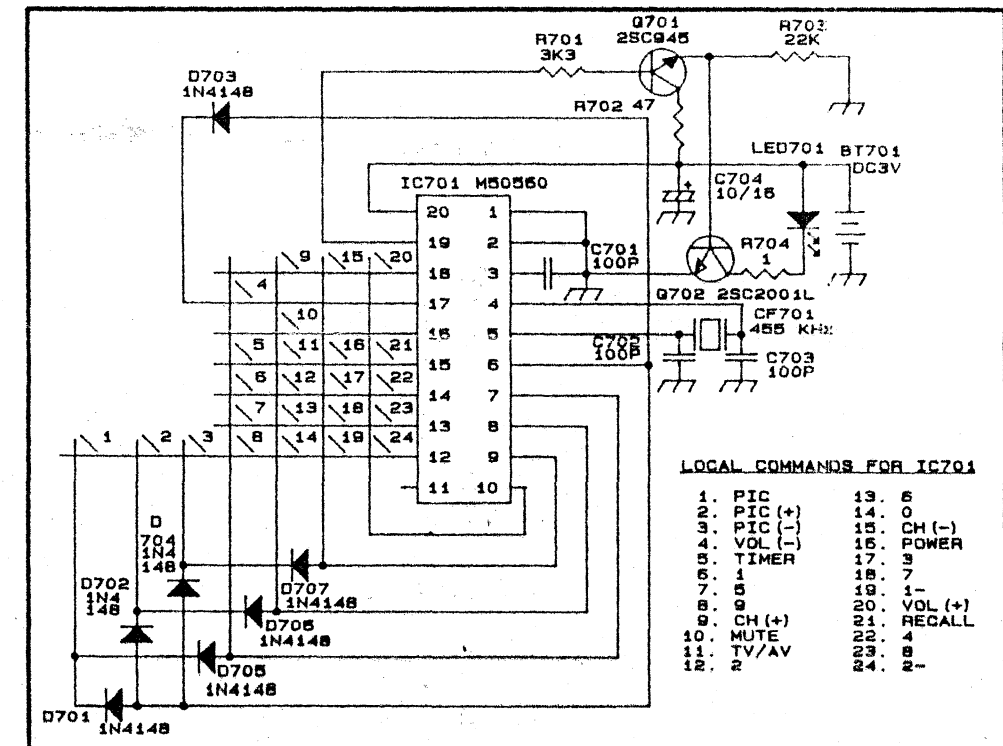 Q701
2SC945
R703
22K
R701
3K3
D703
1N4148
R702 47
LED701
BT701
DC3V
IC701 M50560
C704
10/16
+
20 1
19 2
18 3
17 4
16 5
15 6
14 7
13 8
12 9
11 10
C701
100P
R704
1
Q702 2SC2001L
CF701
455 KHz
C702
100P
C703
100P
9 15 20
4
10
5 11 16 21
6 12 17 22
7 13 18 23
1 2 3 8 14 19 24
D
704
1N4
148
D702
1N4
148
D707
1N4148
D706
1N4148
D705
1N4148
D701
1N4148
LOCAL COMMANDS FOR IC701
1. PIC
2. PIC(+)
3. PIC(-)
4. VOL(-)
5. TIMER
6. 1
7. 5
8. 9
9. CH(+)
10. MUTE
11. TV/AV
12. 2
13. 6
14. 0
15. CH(-)
16. POWER
17. 3
18. 7
19. 1-
20. VOL(+)
21. RECALL
22. 4
23. 8
24. 2-